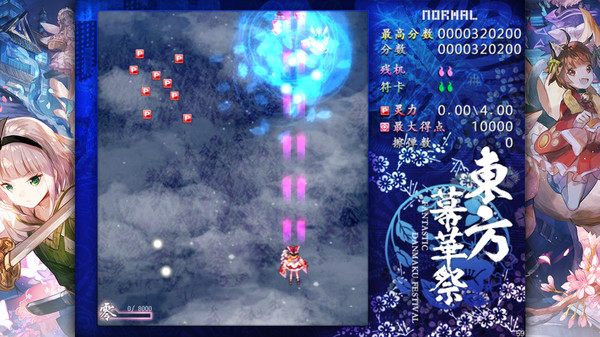 NORMAL
最高分数 0000320200
分数 0000320200
残机
符卡
P 灵力 0.00\4.00
最大得点 10000
擦弹数 0
東方
幕華祭
FANTASTIC
DANMAKU FESTIVAL
零 0/8000
59
P
P
P
P
P
P
P
P